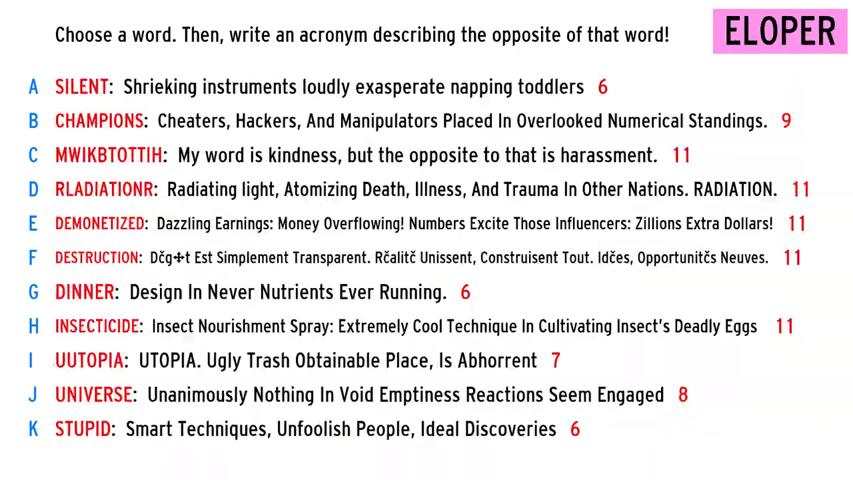 Choose a word. Then, write an acronym describing the opposite of that word!
ELOPER
A SILENT: Shrieking instruments loudly exasperate napping toddlers 6
B CHAMPIONS: Cheaters, Hackers, And Manipulators Placed In Overlooked Numerical Standings. 9
C MWIKBTOTTIH: My word is kindness, but the opposite to that is harassment. 11
D RLADIATIONR: Radiating light, Atomizing Death, Illness, And Trauma In Other Nations. RADIATION. 11
E DEMONETIZED: Dazzling Earnings: Money Overflowing! Numbers Excite Those Influencers: Zillions Extra Dollars! 11
F DESTRUCTION: Dčg✢t Est Simplement Transparent. Rčalitč Unissent, Construisent Tout. Idčes, Opportunitčs Neuves. 11
G DINNER: Design In Never Nutrients Ever Running. 6
H INSECTICIDE: Insect Nourishment Spray: Extremely Cool Technique In Cultivating Insect's Deadly Eggs 11
I UUTOPIA: UTOPIA. Ugly Trash Obtainable Place, Is Abhorrent 7
J UNIVERSE: Unanimously Nothing In Void Emptiness Reactions Seem Engaged 8
K STUPID: Smart Techniques, Unfoolish People, Ideal Discoveries 6